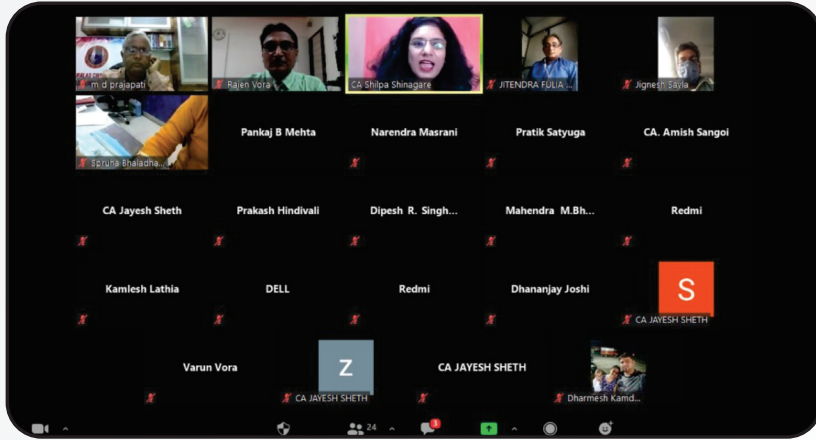 m d prajapati
Rajen Vora
CA Shilpa Shinagare
JITENDRA FULIA ...
Jignesh Savla
Spruha Bhaladha...
Pankaj B Mehta
Narendra Masrani
Pratik Satyuga
CA. Amish Sangoi
CA Jayesh Sheth
Prakash Hindivali
Dipesh R. Singh...
Mahendra M.Bh...
Redmi
Kamlesh Lathia
DELL
Redmi
Dhananjay Joshi
S
CA JAYESH SHETH
Varun Vora
Z
CA JAYESH SHETH
CA JAYESH SHETH
Dharmesh Kamd...
24
1